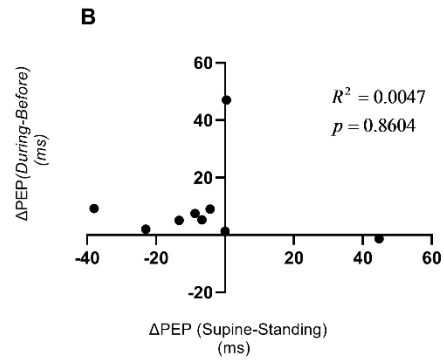 B
ΔPEP(During-Before)
(ms)
60
40
20
-20
-40
-20
20
40
60
R² = 0.0047
p = 0.8604
ΔPEP (Supine-Standing)
(ms)